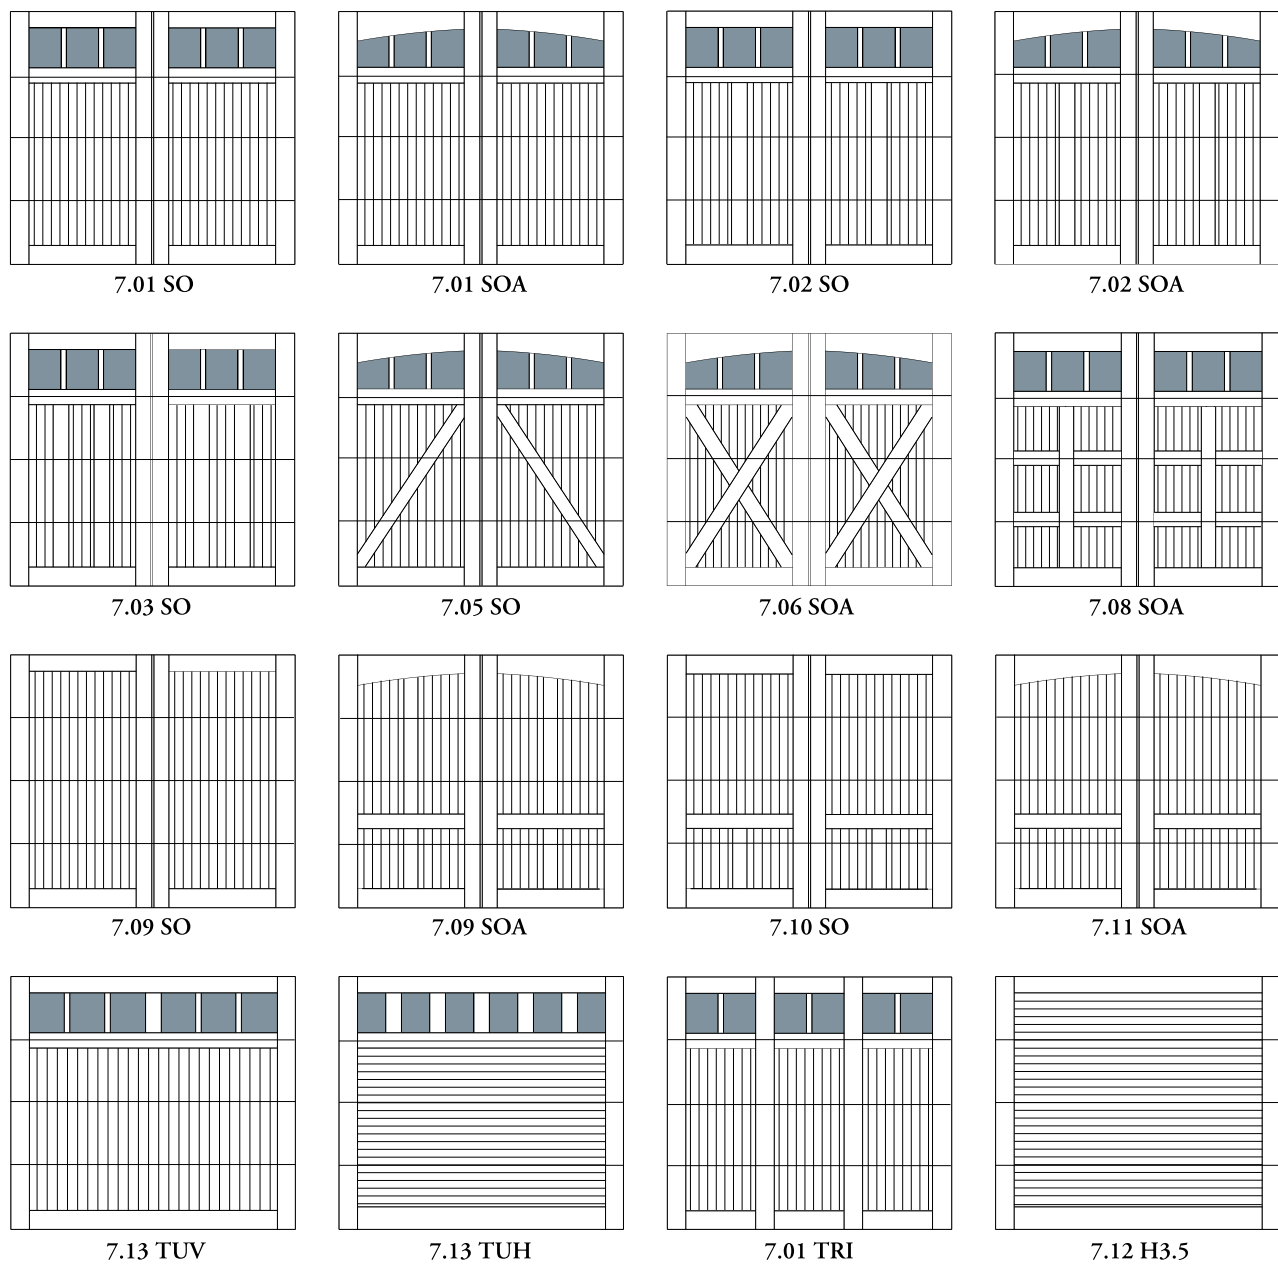 7.01 SO
7.01 SOA
7.02 SO
7.02 SOA
7.03 SO
7.05 SO
7.06 SOA
7.08 SOA
7.09 SO
7.09 SOA
7.10 SO
7.11 SOA
7.13 TUV
7.13 TUH
7.01 TRI
7.12 H3.5